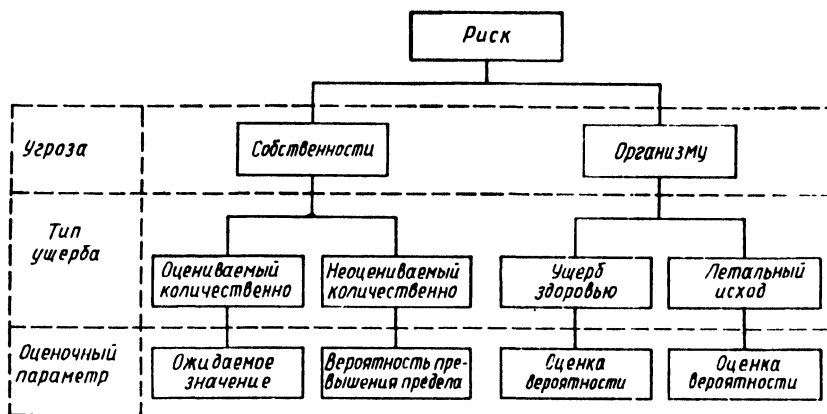 Риск
Угроза
Собственности
Организму
Тип
ущерба
Оцениваемый
количественно
Неоцениваемый
количественно
Ущерб
здоровью
Летальный
исход
Оценочный
параметр
Ожидаемое
значение
Вероятность пре-
вышения предела
Оценка
вероятности
Оценка
вероятности